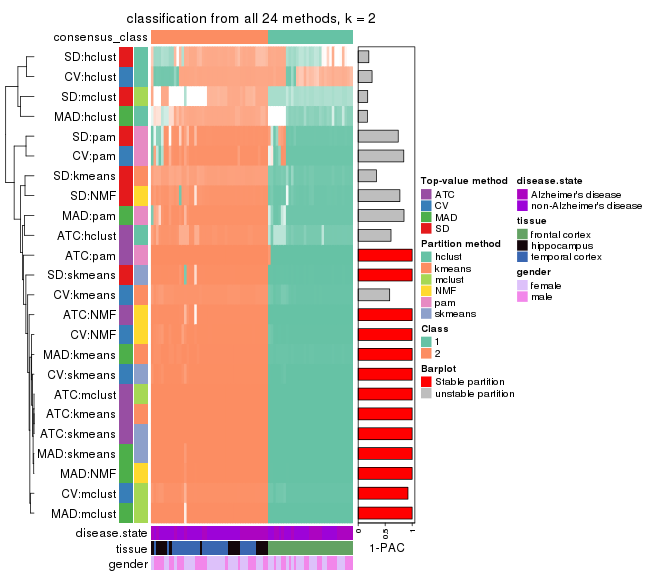 classification from all 24 methods, k = 2
consensus_class
SD:hclust
CV:hclust
SD:mclust
MAD:hclust
SD:pam
CV:pam
SD:kmeans
SD:NMF
MAD:pam
ATC:hclust
ATC:pam
SD:skmeans
CV:kmeans
ATC:NMF
CV:NMF
MAD:kmeans
CV:skmeans
ATC:mclust
ATC:kmeans
ATC:skmeans
MAD:skmeans
MAD:NMF
CV:mclust
MAD:mclust
disease.state
tissue
gender
0
0.5
1
1-PAC
Top-value method
ATC
CV
MAD
SD
Partition method
hclust
kmeans
mclust
NMF
pam
skmeans
Class
1
2
Barplot
Stable partition
unstable partition
disease.state
Alzheimer's disease
non-Alzheimer's disease
tissue
frontal cortex
hippocampus
temporal cortex
gender
female
male